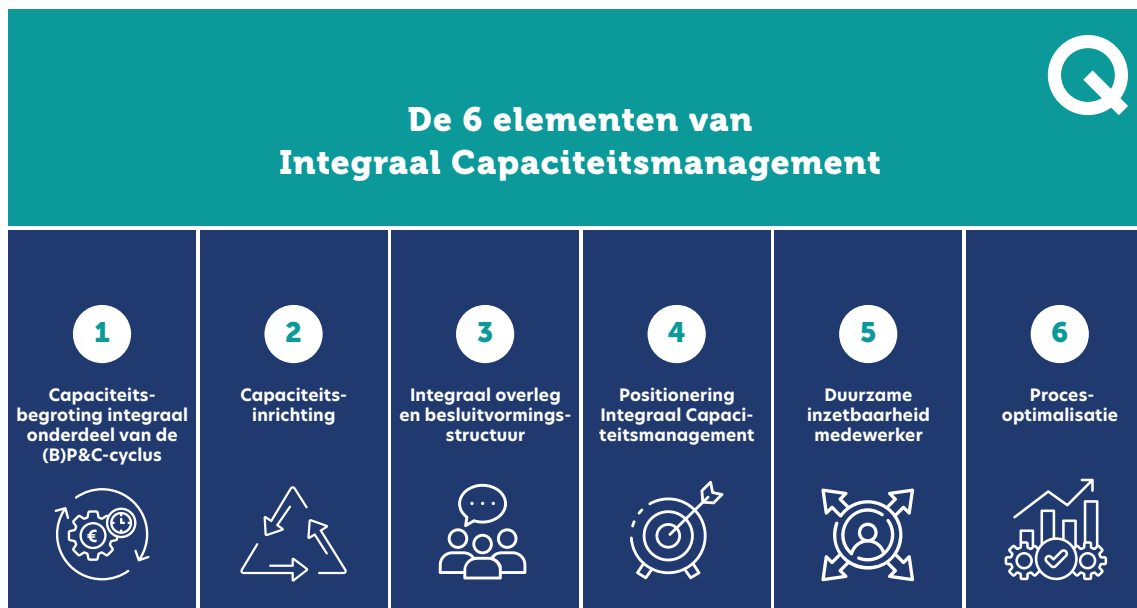 De 6 elementen van
Integraal Capaciteitsmanagement
1
Capaciteits-
begroting integraal
onderdeel van de
(B)P&C-cyclus
€
2
Capaciteits-
inrichting
3
Integraal overleg
en besluitvormings-
structuur
4
Positionering
Integraal Capaci-
teitsmanagement
5
Duurzame
inzetbaarheid
medewerker
6
Proces-
optimalisatie